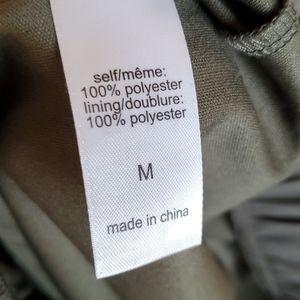 self/même:
100% polyester
lining/doublure:
100% polyester
M
made in china